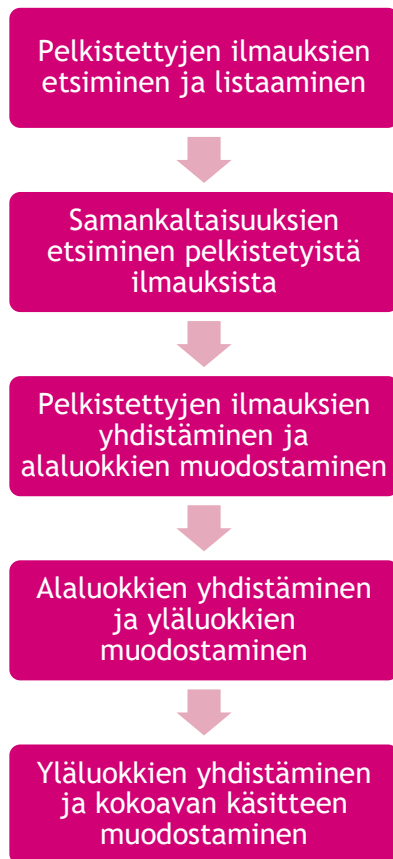 Pelkistettyjen ilmauksien
etsiminen ja listaaminen
Samankaltaisuuksien
etsiminen pelkistetyistä
ilmauksista
Pelkistettyjen ilmauksien
yhdistäminen ja
alaluokkien muodostaminen
Alaluokkien yhdistäminen
ja yläluokkien
muodostaminen
Yläluokkien yhdistäminen
ja kokoavan käsitteen
muodostaminen